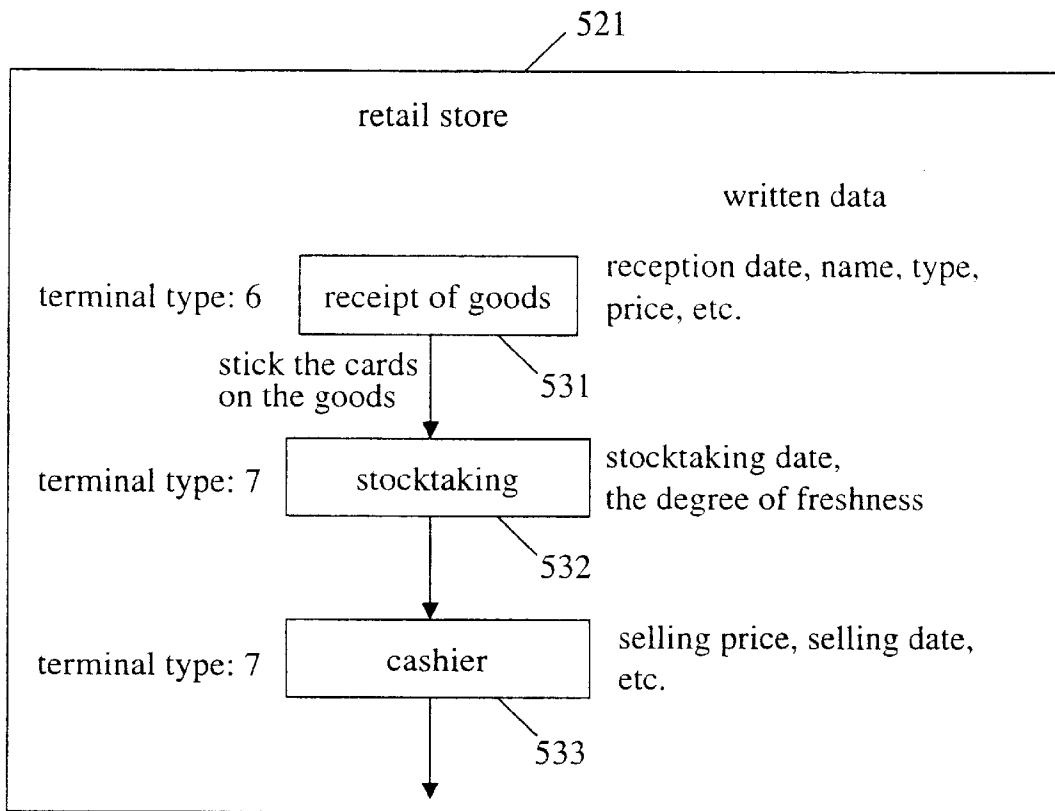 521
retail store
written data
terminal type: 6
receipt of goods
reception date, name, type,
price, etc.
531
stick the cards
on the goods
terminal type: 7
stocktaking
stocktaking date,
the degree of freshness
532
terminal type: 7
cashier
selling price, selling date,
etc.
533